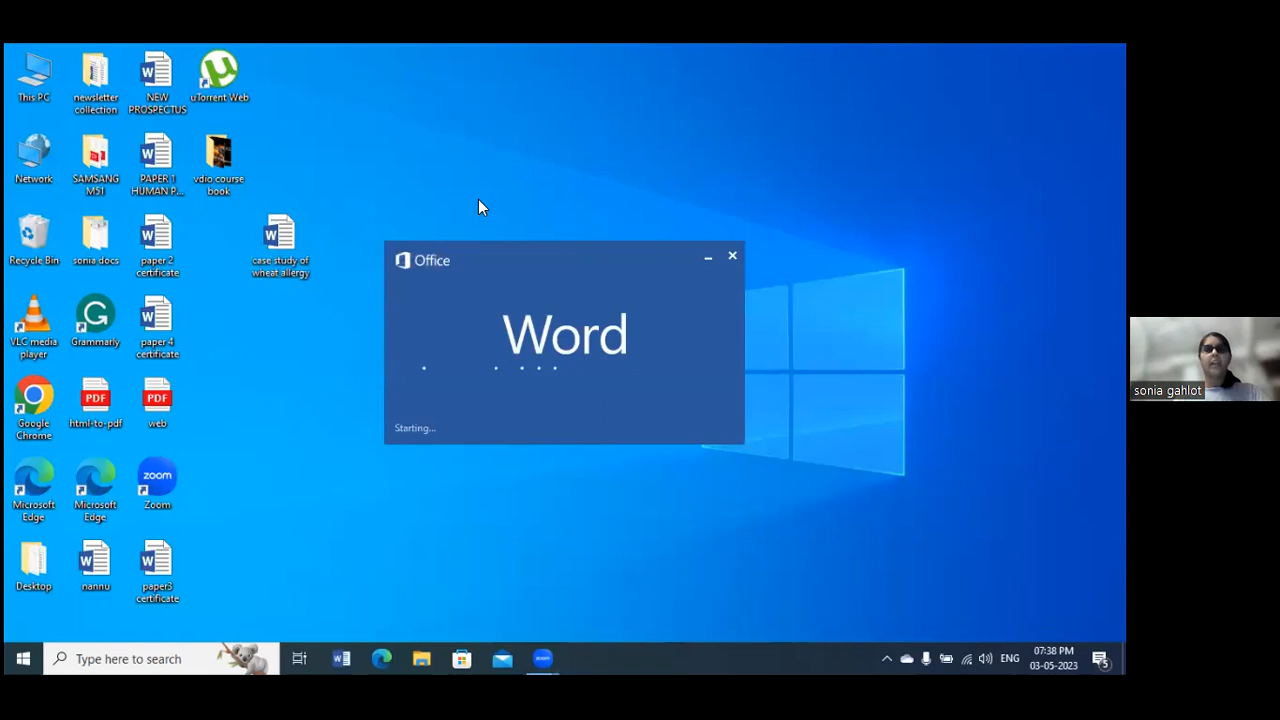 This PC
newsletter
collection
NEW
PROSPECTUS
uTorrent Web
Network
SAMSANG
M51
PAPER 1
HUMAN P...
vdio course
book
Recycle Bin
sonia docs
paper 2
certificate
case study of
wheat allergy
VLC media
player
Grammarly
paper 4
certificate
Google
Chrome
PDF
html-to-pdf
PDF
web
Microsoft
Edge
Microsoft
Edge
zoom
Zoom
Desktop
nannu
paper3
certificate
Office
Word
Starting...
sonia gahlot
Type here to search
zoom
ENG
07:38 PM
03-05-2023
5